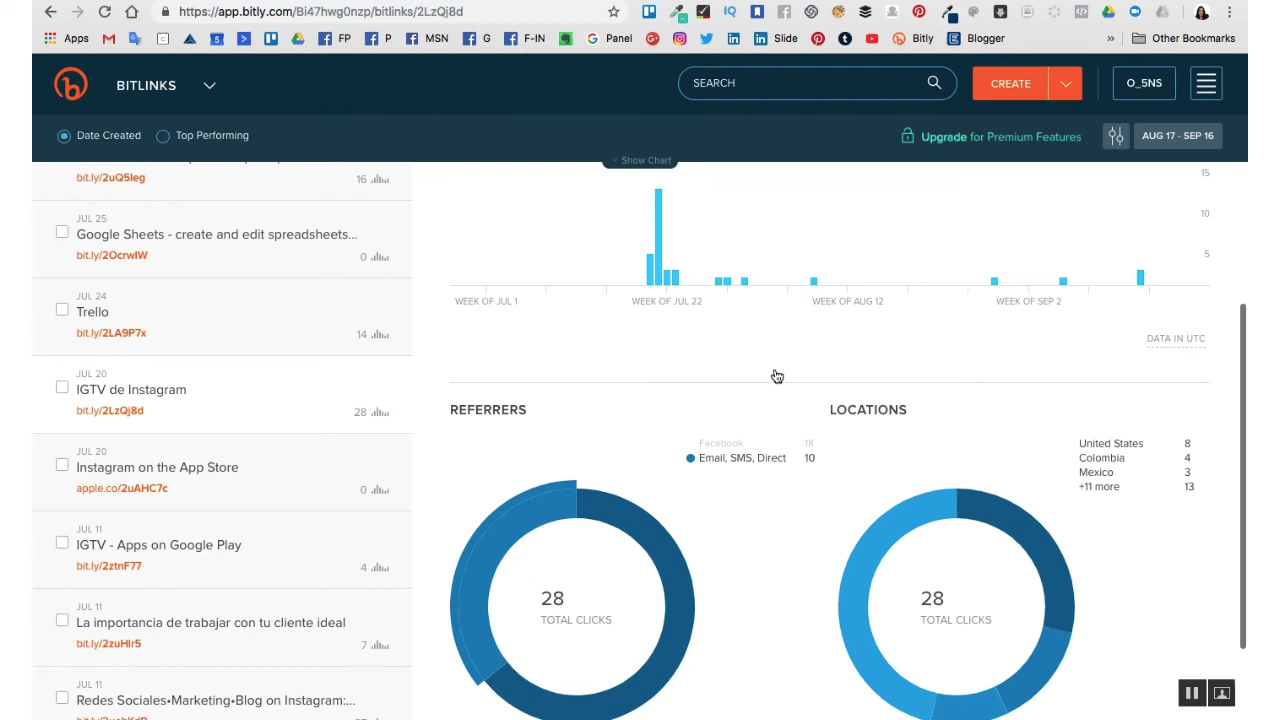 https://app.bitly.com/Bi47hwg0nzp/bitlinks/2LzQj8d
Apps
FP
P
MSN
G
F-IN
Panel
Slide
Bitly
Blogger
»
Other Bookmarks
BITLINKS
SEARCH
CREATE
O_5NS
Date Created
Top Performing
Upgrade for Premium Features
AUG 17 - SEP 16
Show Chart
bit.ly/2uQ5Ieg
16
JUL 25
Google Sheets - create and edit spreadsheets...
bit.ly/2OcrwIW
0
JUL 24
Trello
bit.ly/2LA9P7x
14
JUL 20
IGTV de Instagram
bit.ly/2LzQj8d
28
JUL 20
Instagram on the App Store
apple.co/2uAHC7c
0
JUL 11
IGTV - Apps on Google Play
bit.ly/2ztnF77
4
JUL 11
La importancia de trabajar con tu cliente ideal
bit.ly/2zuHIr5
7
JUL 11
Redes Sociales•Marketing•Blog on Instagram:...
15
10
5
WEEK OF JUL 1
WEEK OF JUL 22
WEEK OF AUG 12
WEEK OF SEP 2
DATA IN UTC
REFERRERS
Facebook 18
Email, SMS, Direct 10
28
TOTAL CLICKS
LOCATIONS
United States 8
Colombia 4
Mexico 3
+11 more 13
28
TOTAL CLICKS